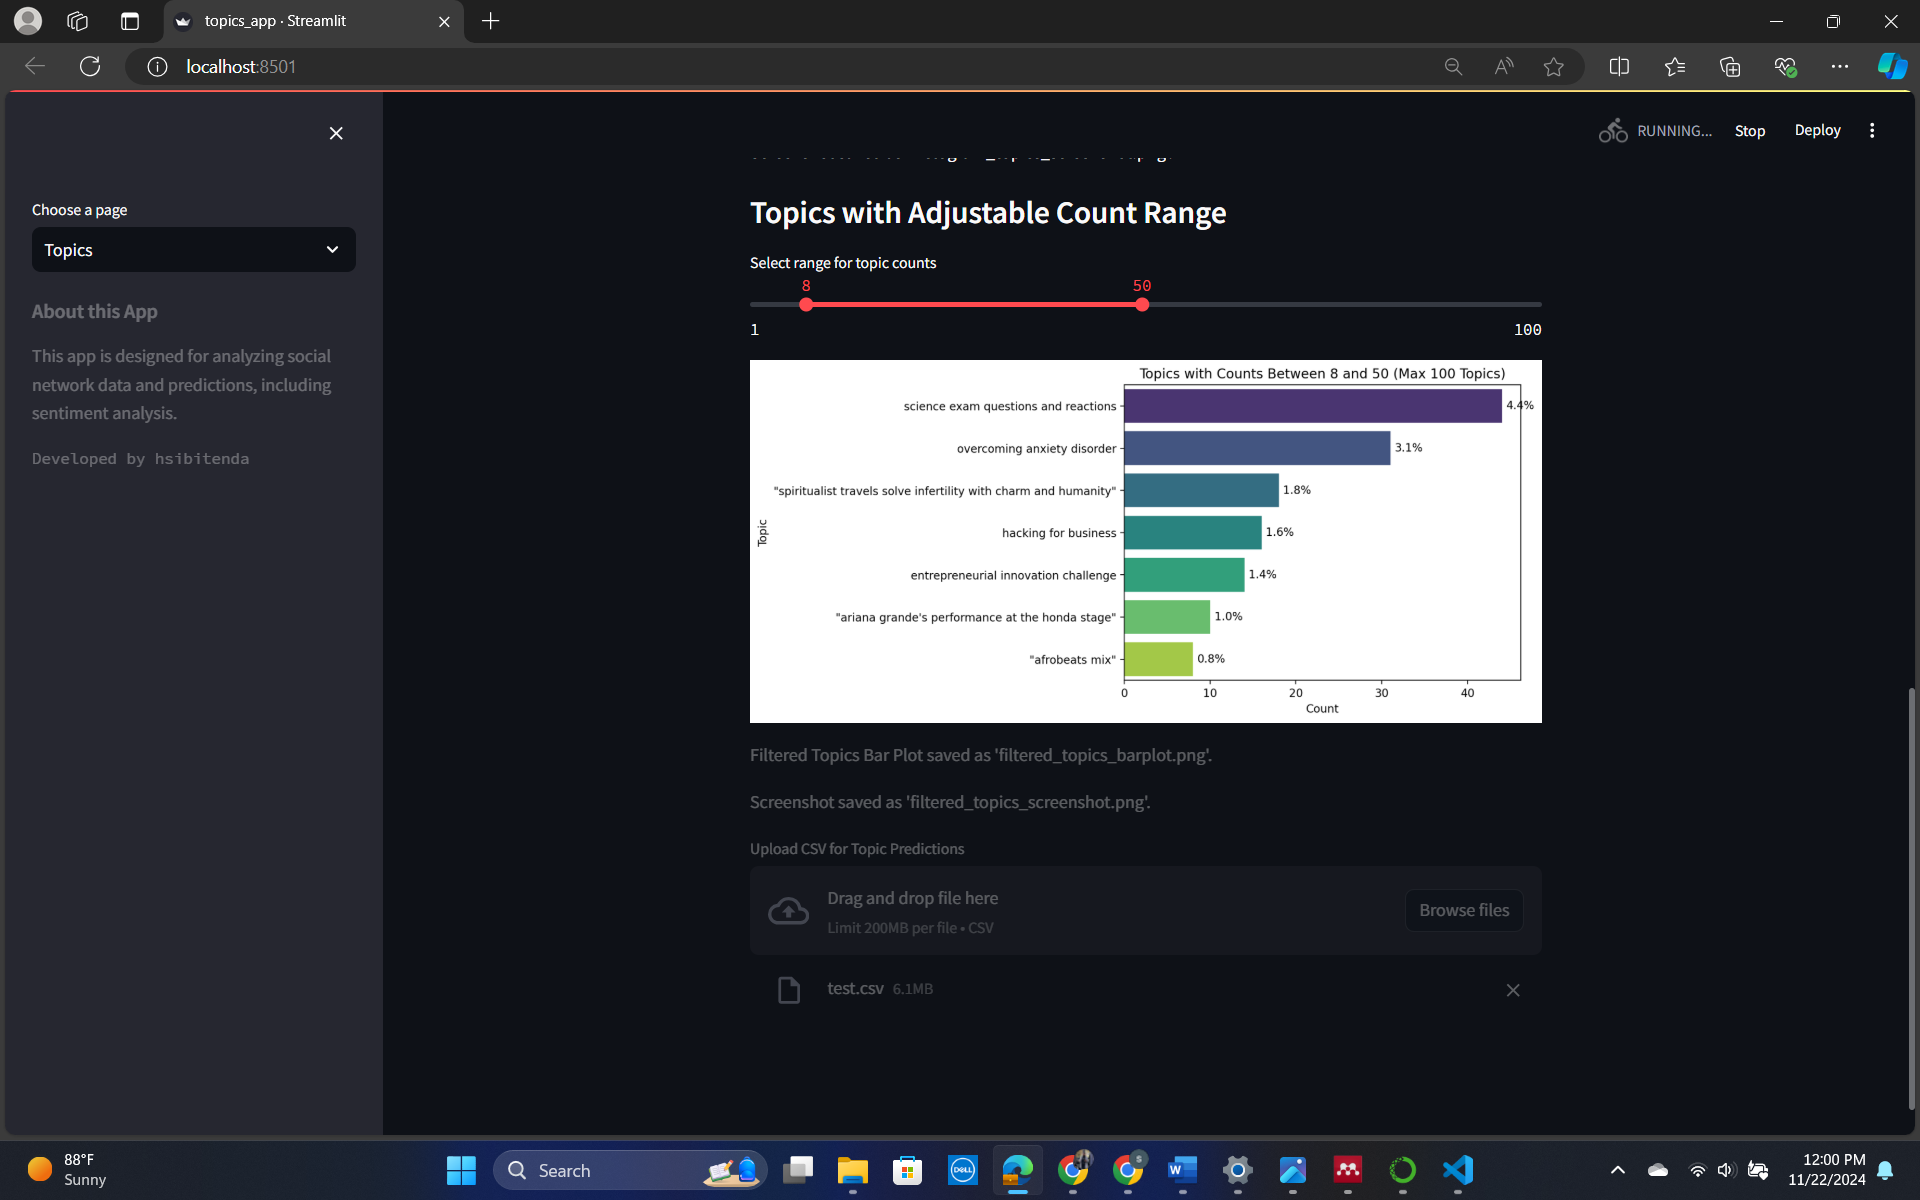 topics_app · Streamlit
localhost:8501
RUNNING...
Stop
Deploy
Choose a page
Topics
About this App
This app is designed for analyzing social
network data and predictions, including
sentiment analysis.
Developed by hsibitenda
Topics with Adjustable Count Range
Select range for topic counts
8
50
1
100
Topics with Counts Between 8 and 50 (Max 100 Topics)
science exam questions and reactions
4.4%
overcoming anxiety disorder
3.1%
"spiritualist travels solve infertility with charm and humanity"
1.8%
hacking for business
1.6%
entrepreneurial innovation challenge
1.4%
"ariana grande's performance at the honda stage"
1.0%
"afrobeats mix"
0.8%
Topic
0 10 20 30 40
Count
Filtered Topics Bar Plot saved as 'filtered_topics_barplot.png'.
Screenshot saved as 'filtered_topics_screenshot.png'.
Upload CSV for Topic Predictions
Drag and drop file here
Limit 200MB per file • CSV
Browse files
test.csv 6.1MB
88°F
Sunny
Search
DELL
12:00 PM
11/22/2024